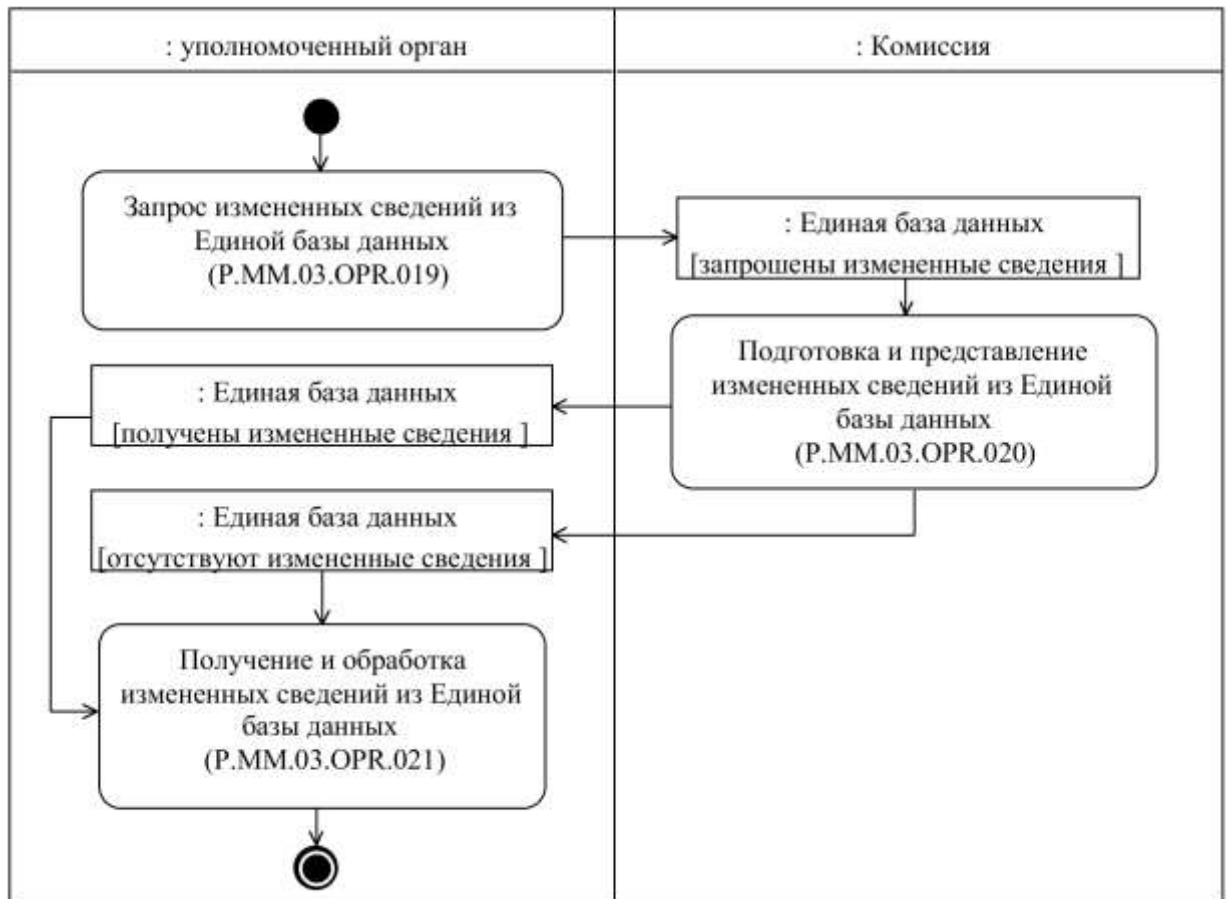 : уполномоченный орган
: Комиссия
Запрос измененных сведений из
Единой базы данных
(P.MM.03.OPR.019)
: Единая база данных
[запрошены измененные сведения ]
Подготовка и представление
измененных сведений из Единой
базы данных
(P.MM.03.OPR.020)
: Единая база данных
[получены измененные сведения ]
: Единая база данных
[отсутствуют измененные сведения ]
Получение и обработка
измененных сведений из Единой
базы данных
(P.MM.03.OPR.021)